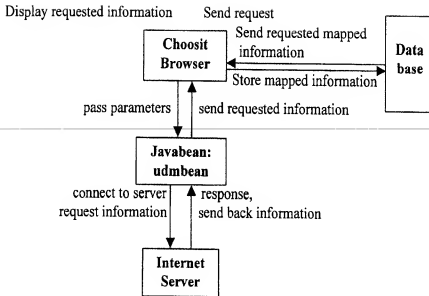 Display requested information
Send request
Choosit
Browser
Send requested mapped
information
Store mapped information
Data
base
pass parameters
send requested information
Javabean:
udmbean
connect to server
request information
response,
send back information
Internet
Server